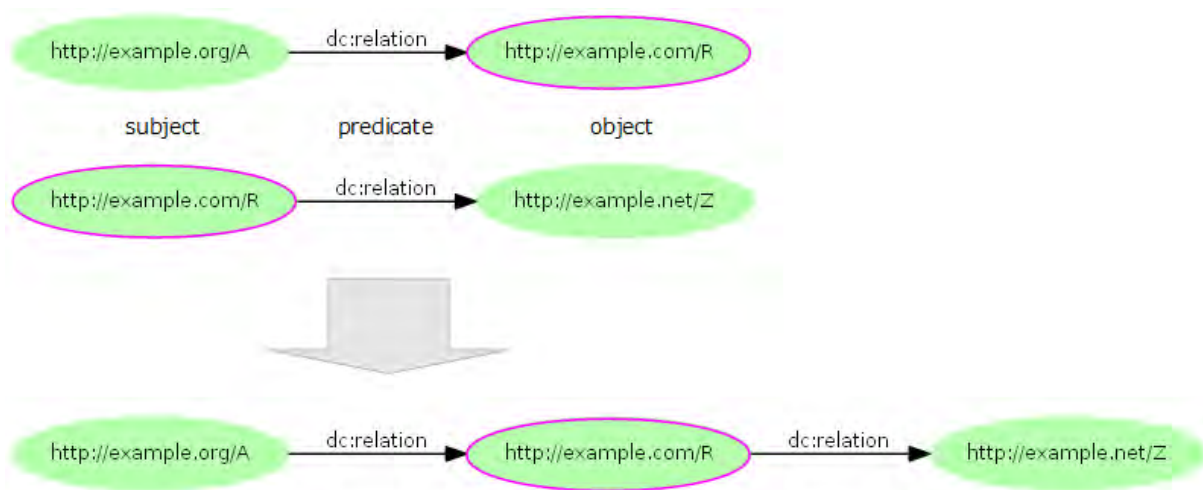 http://example.org/A dc:relation http://example.com/R
subject predicate object
http://example.com/R dc:relation http://example.net/Z
http://example.org/A dc:relation http://example.com/R dc:relation http://example.net/Z